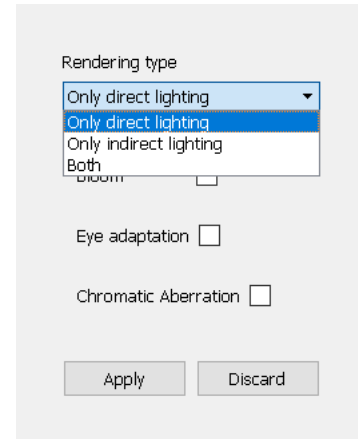 Rendering type
Only direct lighting
Only direct lighting
Only indirect lighting
Both
Bloom
Eye adaptation
Chromatic Aberration
Apply Discard